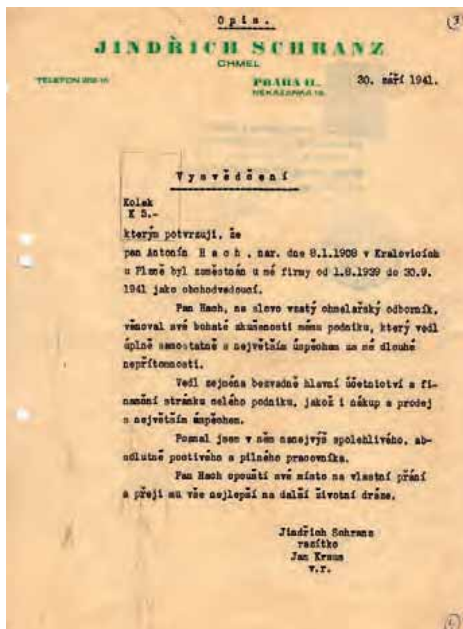 Opis.
JINDŘICH SCHRANZ
CHMEL
TELEFON
PRAHA II.,
NEKÁZANKA
30. září 1941.
Vysvědčení
Kolek
K 5.-
kterým potvrzuji, že
pan Antonín Hach, nar. dne 8.1.1908 v Kralovicích
u Plzně byl zaměstnán u mé firmy od 1.8.1939 do 30.9.
1941 jako obchodvedoucí.
Pan Hach, na slovo vzatý chmelařský odborník,
věnoval své bohaté zkušenosti mému podniku, který vedl
úplně samostatně s největším úspěchem za mé dlouhé
nepřítomnosti.
Vedl zejména bezvadně hlavní účetnictví a fi-
nanční stránku celého podniku, jakož i nákup a prodej
s největším úspěchem.
Poznal jsem v něm nanejvýš spolehlivého, ab-
solutně poctivého a pilného pracovníka.
Pan Hach opouští své místo na vlastní přání
a přeji mu vše nejlepší na další životní dráze.
Jindřich Schranz
razítko
Jan Kraus
v.r.